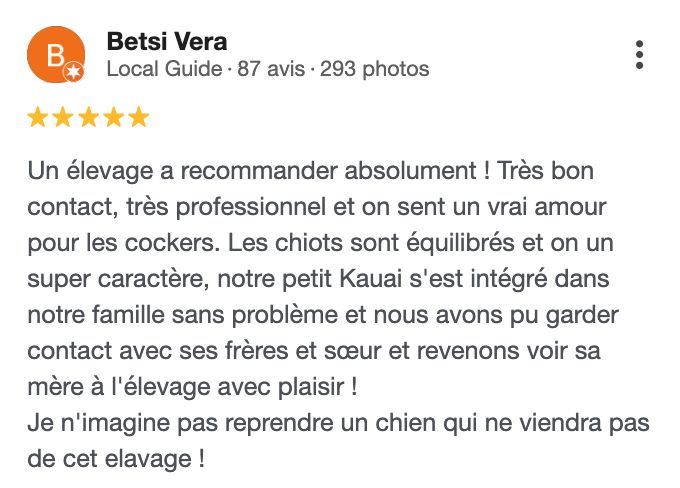 B
Betsi Vera
Local Guide · 87 avis · 293 photos
Un élevage a recommander absolument ! Très bon
contact, très professionnel et on sent un vrai amour
pour les cockers. Les chiots sont équilibrés et on un
super caractère, notre petit Kauai s'est intégré dans
notre famille sans problème et nous avons pu garder
contact avec ses frères et sœur et revenons voir sa
mère à l'élevage avec plaisir !
Je n'imagine pas reprendre un chien qui ne viendra pas
de cet elavage !